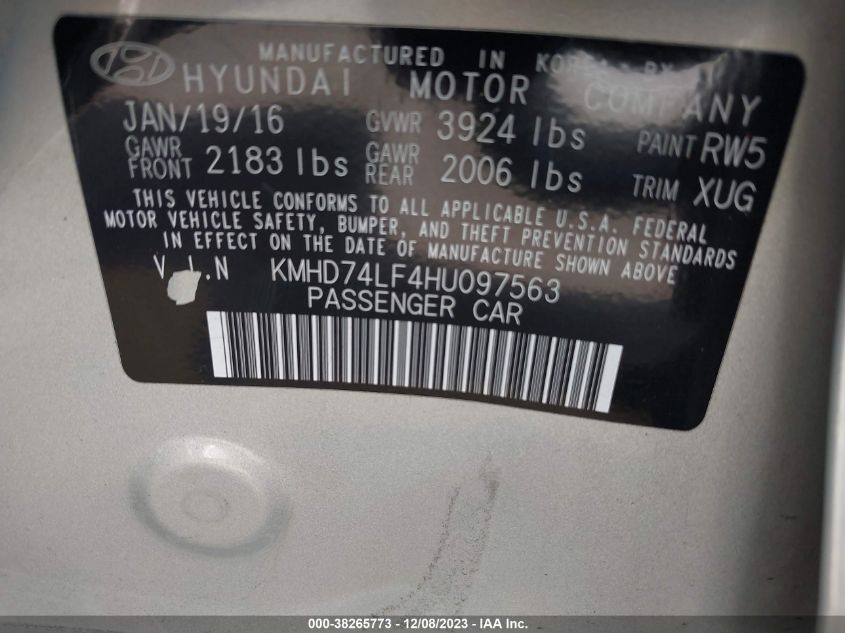 MANUFACTURED IN KOREA BY
HYUNDAI MOTOR COMPANY
JAN/19/16 GVWR 3924 lbs PAINT RW5
GAWR FRONT 2183 lbs GAWR REAR 2006 lbs TRIM XUG
THIS VEHICLE CONFORMS TO ALL APPLICABLE U.S.A. FEDERAL
MOTOR VEHICLE SAFETY, BUMPER, AND THEFT PREVENTION STANDARDS
IN EFFECT ON THE DATE OF MANUFACTURE SHOWN ABOVE
V.I.N KMHD74LF4HU097563
PASSENGER CAR
000-38265773 - 12/08/2023 - IAA Inc.